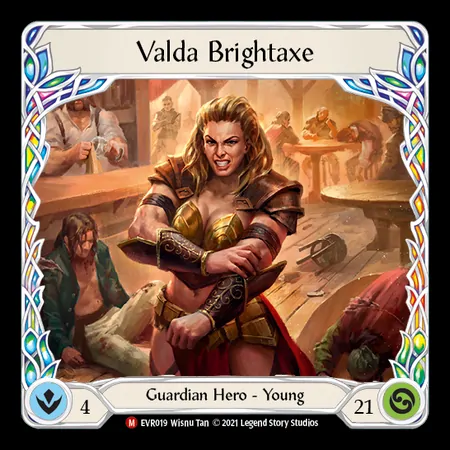 Valda Brightaxe
Guardian Hero - Young
4
21
M EVR019 Wisnu Tan © 2021 Legend Story Studios